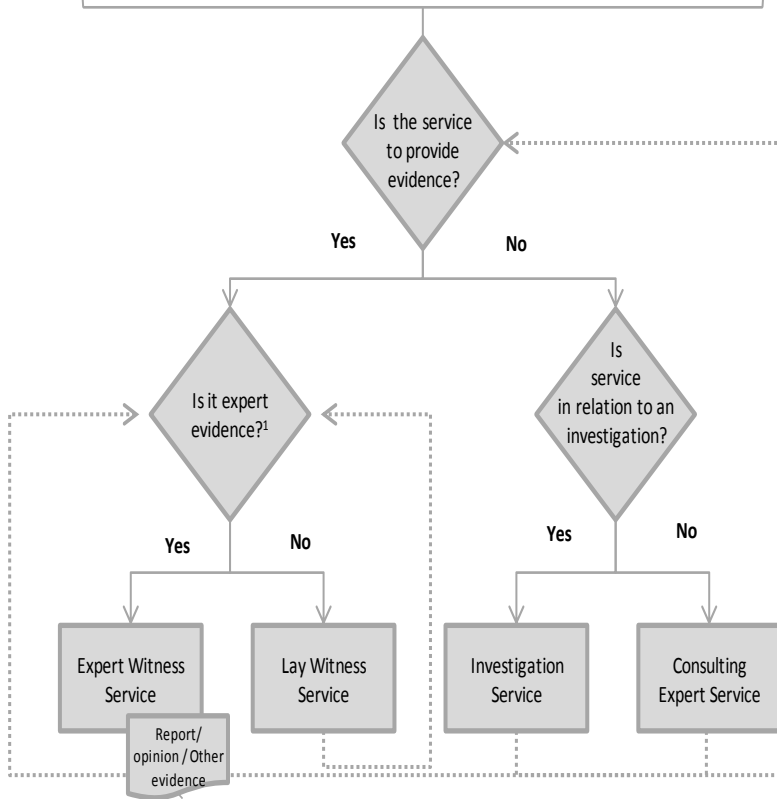 Is the service
to provide
evidence?
Yes
No
Is it expert
evidence?¹
Is
service
in relation to an
investigation?
Yes
No
Yes
No
Expert Witness
Service
Lay Witness
Service
Investigation
Service
Consulting
Expert Service
Report/
opinion / Other
evidence